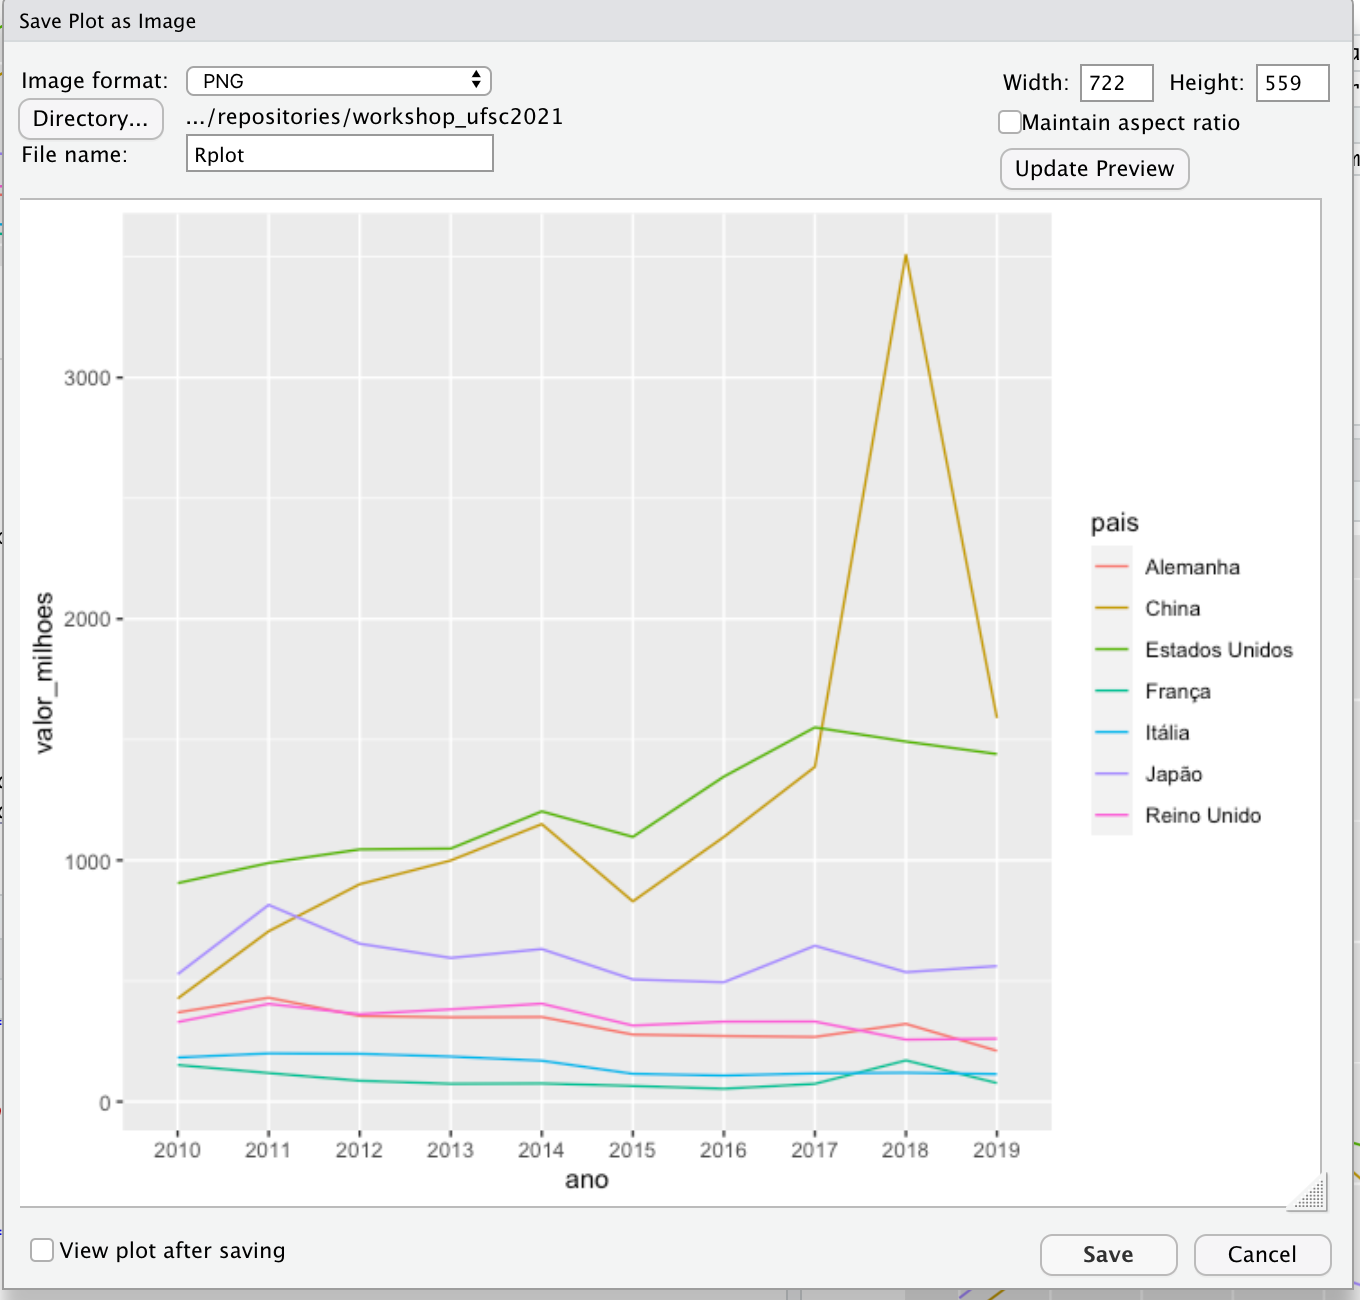 Save Plot as Image
Image format: PNG
Width: 722 Height: 559
Directory... .../repositories/workshop_ufsc2021
Maintain aspect ratio
File name: Rplot
Update Preview
3000
2000
1000
0
valor_milhoes
2010 2011 2012 2013 2014 2015 2016 2017 2018 2019
ano
pais
Alemanha
China
Estados Unidos
França
Itália
Japão
Reino Unido
View plot after saving
Save Cancel